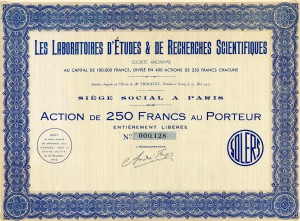 LES LABORATOIRES D'ÉTUDES & DE RECHERCHES SCIENTIFIQUES
SOCIÉTÉ ANONYME
AU CAPITAL DE 100.000 FRANCS, DIVISÉ EN 400 ACTIONS DE 250 FRANCS CHACUNE
SIÈGE SOCIAL A PARIS
ACTION DE 250 FRANCS AU PORTEUR
ENTIÈREMENT LIBÉRÉE
N° 000,128
SOLERS